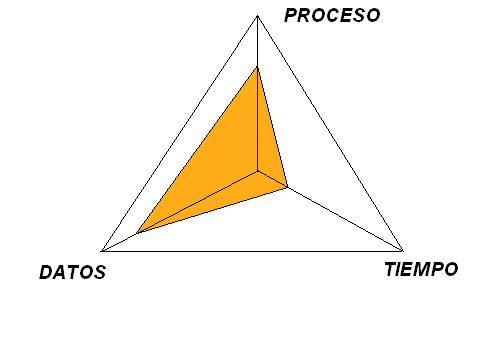 PROCESO
DATOS
TIEMPO